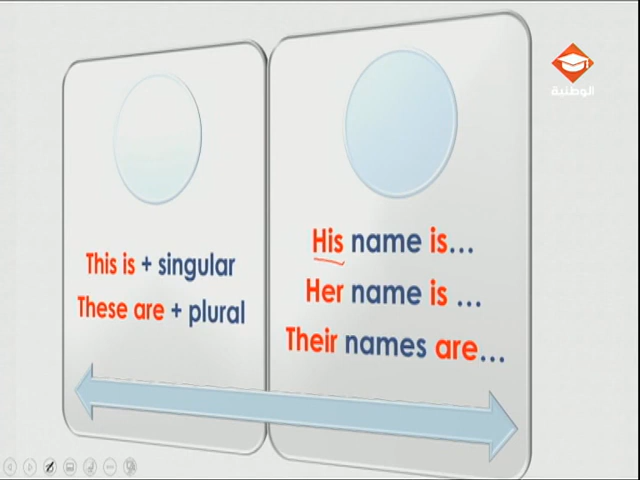 This is + singular
These are + plural
His name is...
Her name is ...
Their names are...
الوطنية